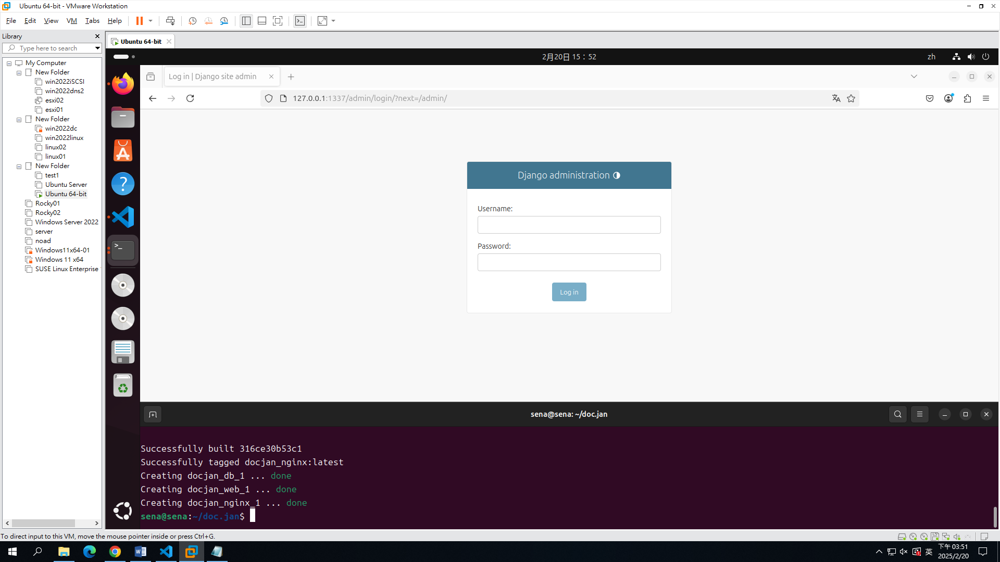 Ubuntu 64-bit - VMware Workstation
File Edit View VM Tabs Help
Library
Type here to search
My Computer
New Folder
win2022iSCSI
win2022dns2
esxi02
esxi01
New Folder
win2022dc
win2022linux
linux02
linux01
New Folder
test1
Ubuntu Server
Ubuntu 64-bit
Rocky01
Rocky02
Windows Server 2022
server
noad
Windows11x64-01
Windows 11 x64
SUSE Linux Enterprise
Ubuntu 64-bit
2月20日 15：52
zh
Log in | Django site admin
127.0.0.1:1337/admin/login/?next=/admin/
Django administration
Username:
Password:
Log in
sena@sena: ~/doc.jan
Successfully built 316ce30b53c1
Successfully tagged docjan_nginx:latest
Creating docjan_db_1 ... done
Creating docjan_web_1 ... done
Creating docjan_nginx_1 ... done
sena@sena:~/doc.jan$
To direct input to this VM, move the mouse pointer inside or press Ctrl+G.
英
下午 03:51
2025/2/20